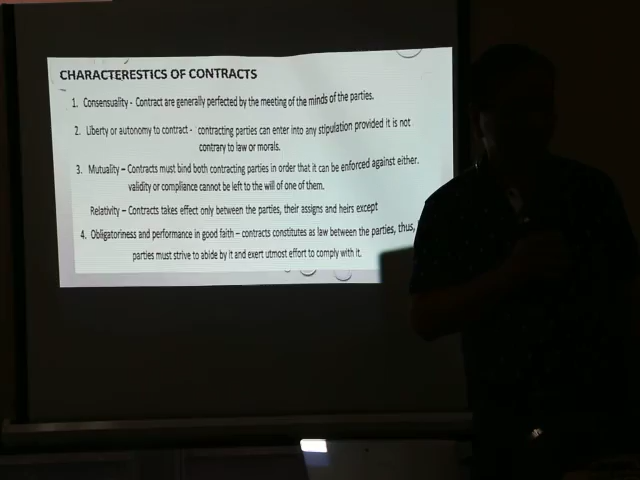 CHARACTERESTICS OF CONTRACTS
1. Consensuality - Contract are generally perfected by the meeting of the minds of the parties.
2. Liberty or autonomy to contract - contracting parties can enter into any stipulation provided it is not
contrary to law or morals.
3. Mutuality – Contracts must bind both contracting parties in order that it can be enforced against either.
validity or compliance cannot be left to the will of one of them.
Relativity – Contracts takes effect only between the parties, their assigns and heirs except
4. Obligatoriness and performance in good faith – contracts constitutes as law between the parties, thus,
parties must strive to abide by it and exert utmost effort to comply with it.